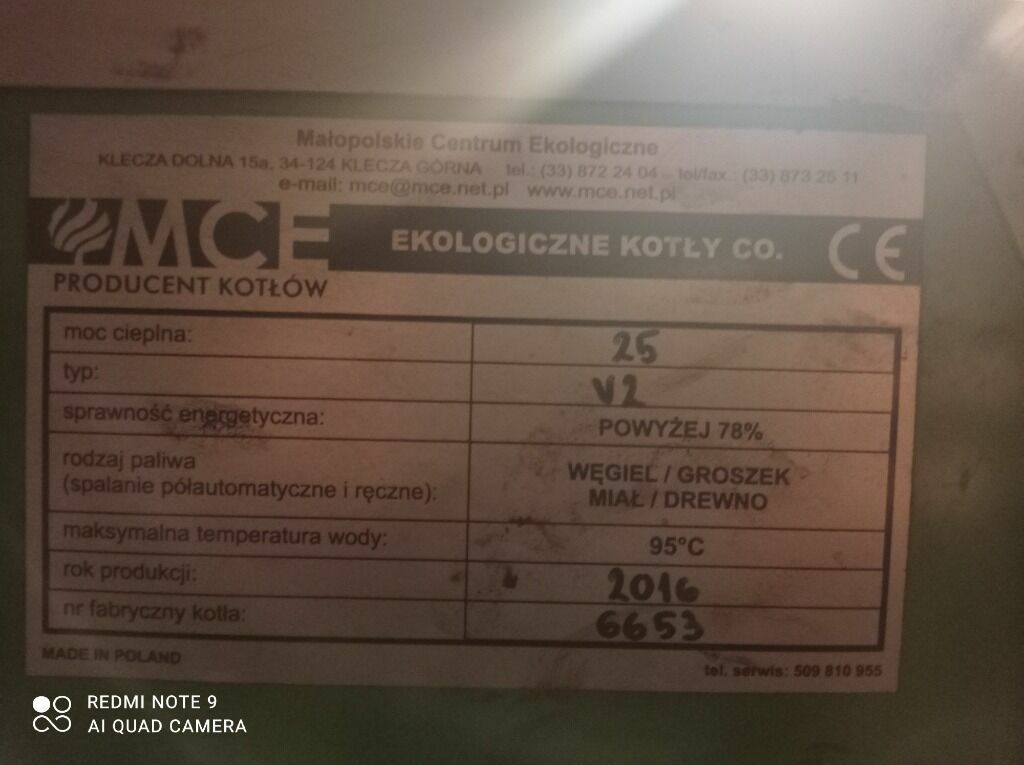 Małopolskie Centrum Ekologiczne
KLECZA DOLNA 15a, 34-124 KLECZA GÓRNA tel.: (33) 872 24 04 tel/fax.: (33) 873 25 11
e-mail: mce@mce.net.pl www.mce.net.pl
MCE EKOLOGICZNE KOTŁY CO. CE
PRODUCENT KOTŁÓW
moc cieplna: 25
typ: V2
sprawność energetyczna: POWYŻEJ 78%
rodzaj paliwa
(spalanie półautomatyczne i ręczne): WĘGIEL / GROSZEK
MIAŁ / DREWNO
maksymalna temperatura wody: 95°C
rok produkcji: 2016
nr fabryczny kotła: 6653
MADE IN POLAND
tel. serwis: 509 810 955
REDMI NOTE 9
AI QUAD CAMERA